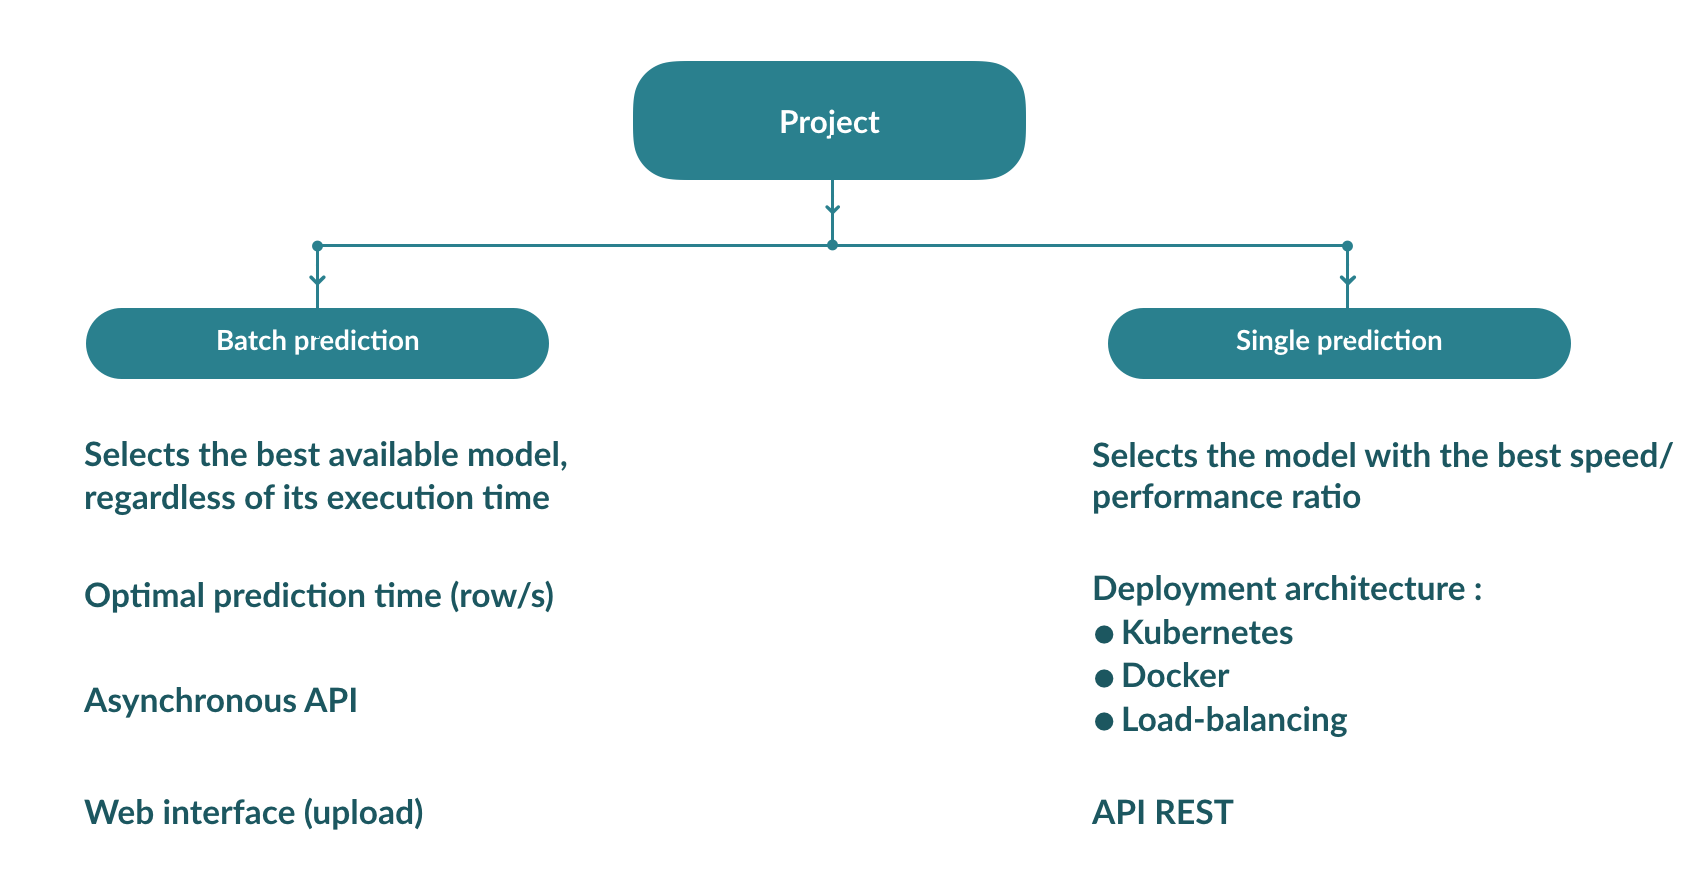 Project
Batch prediction
Single prediction
Selects the best available model,
regardless of its execution time
Optimal prediction time (row/s)
Asynchronous API
Web interface (upload)
Selects the model with the best speed/
performance ratio
Deployment architecture :
● Kubernetes
● Docker
● Load-balancing
API REST